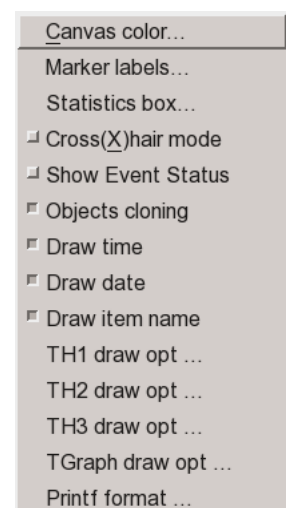 Canvas color...
Marker labels...
Statistics box...
Cross(X)hair mode
Show Event Status
Objects cloning
Draw time
Draw date
Draw item name
TH1 draw opt ...
TH2 draw opt ...
TH3 draw opt ...
TGraph draw opt ...
Printf format ...